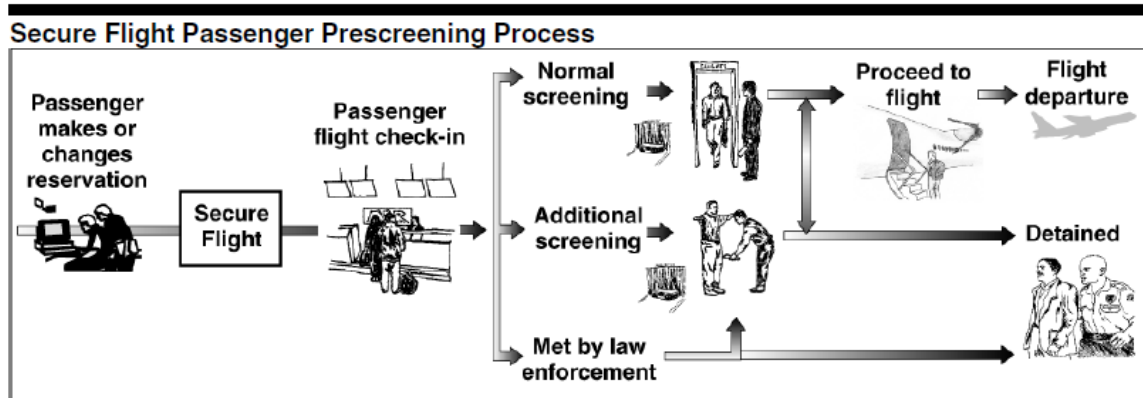 Secure Flight Passenger Prescreening Process
Passenger
makes or
changes
reservation
Secure
Flight
Passenger
flight check-in
Normal
screening
Additional
screening
Met by law
enforcement
Proceed to
flight
Flight
departure
Detained